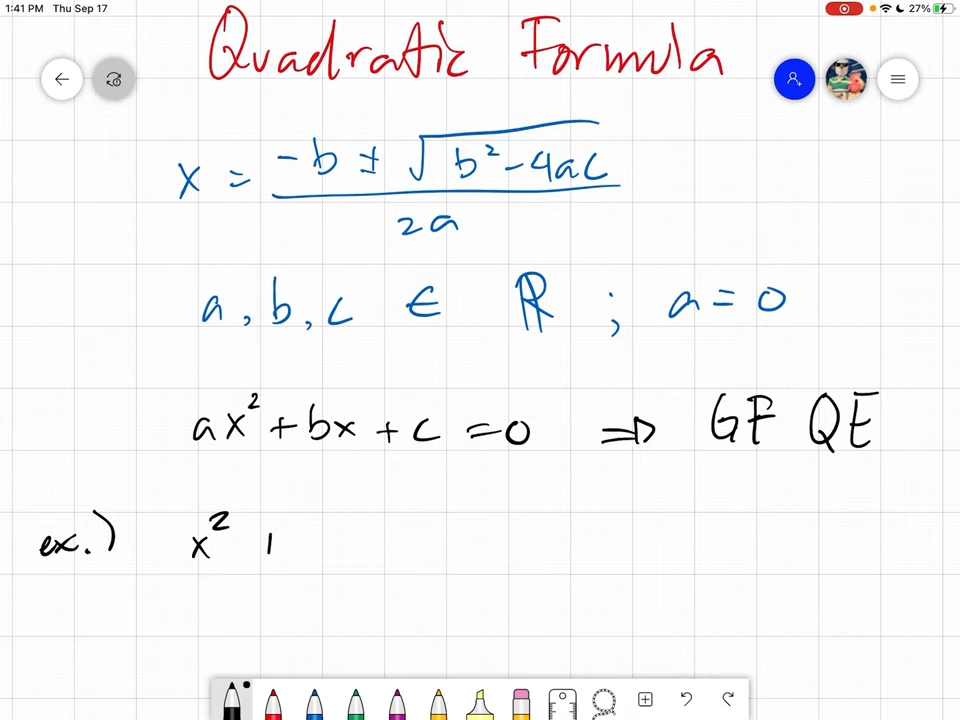 1:41 PM Thu Sep 17 27%
Quadratic Formula
x = (-b ± √(b² - 4ac)) / 2a
a, b, c ∈ ℝ ; a = 0
ax² + bx + c = 0 ⇒ GF QE
ex.) x² |